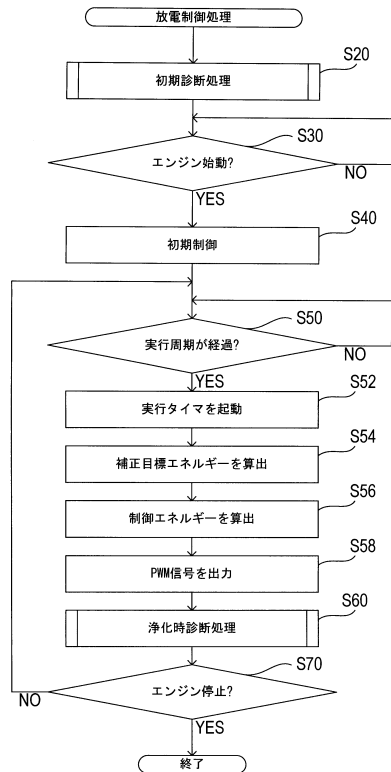 放電制御処理
S20
初期診断処理
S30
エンジン始動?
NO
YES
S40
初期制御
S50
実行周期が経過?
NO
YES
S52
実行タイマを起動
S54
補正目標エネルギーを算出
S56
制御エネルギーを算出
S58
PWM信号を出力
S60
浄化時診断処理
S70
エンジン停止?
NO
YES
終了